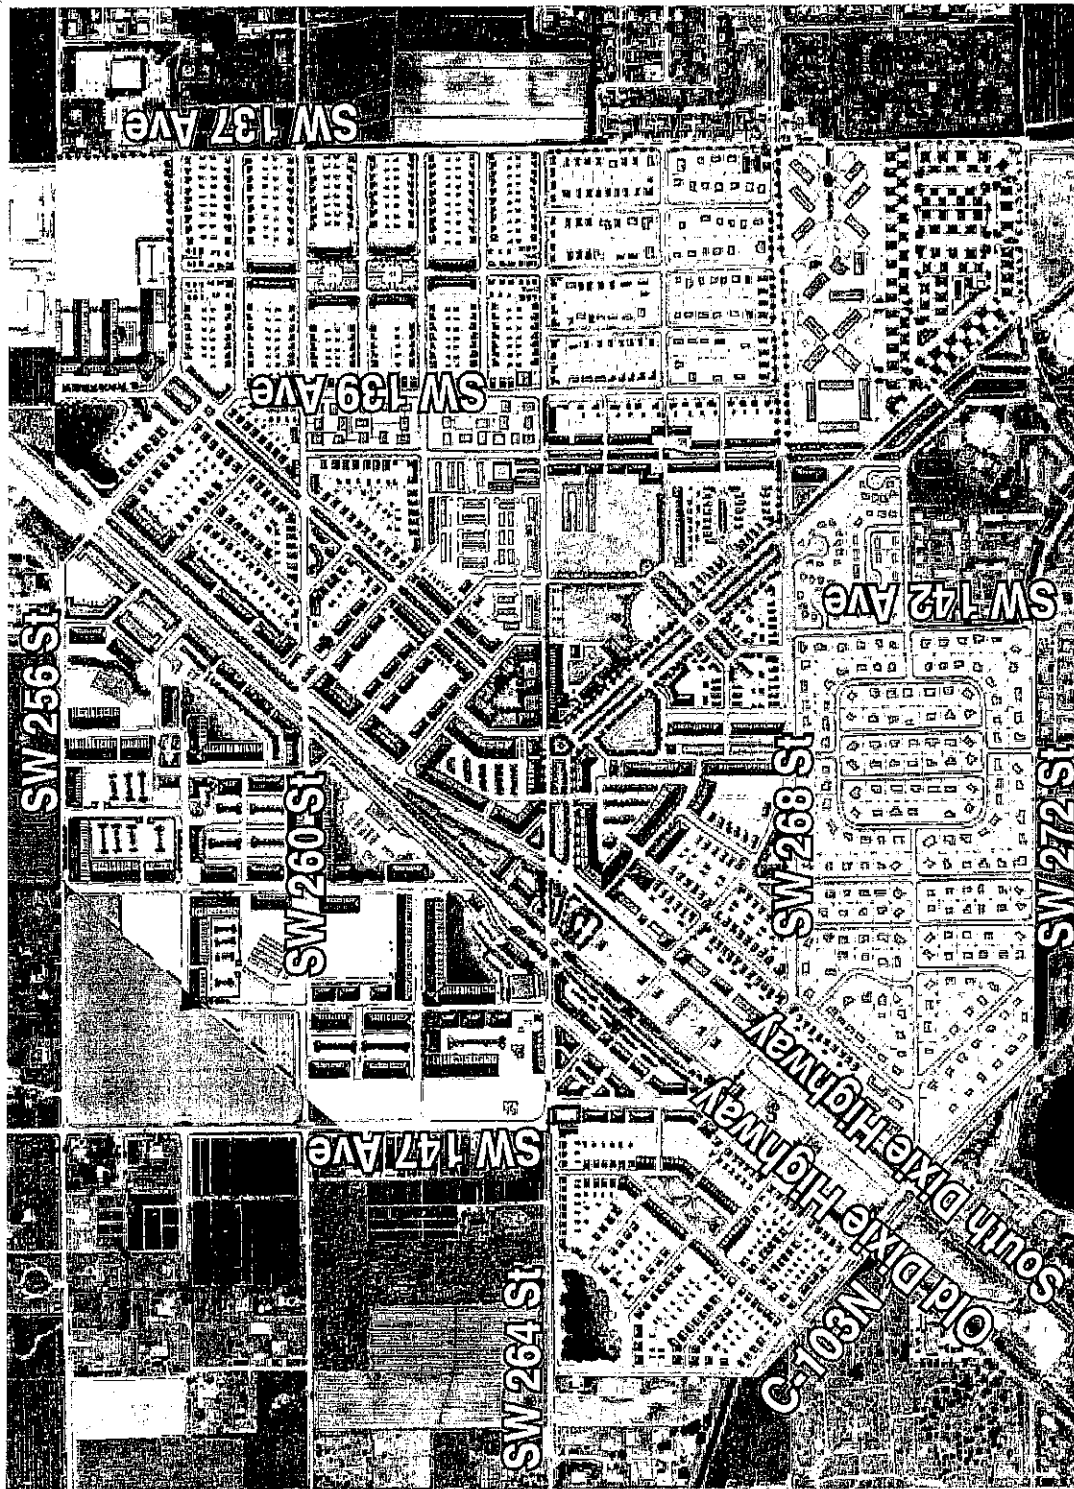 SW 137 Ave
SW 139 Ave
SW 142 Ave
SW 256 St
SW 260 St
SW 268 St
SW 272 St
SW 147 Ave
SW 264 St
South Dixie Highway
Old Dixie Highway
C-103N